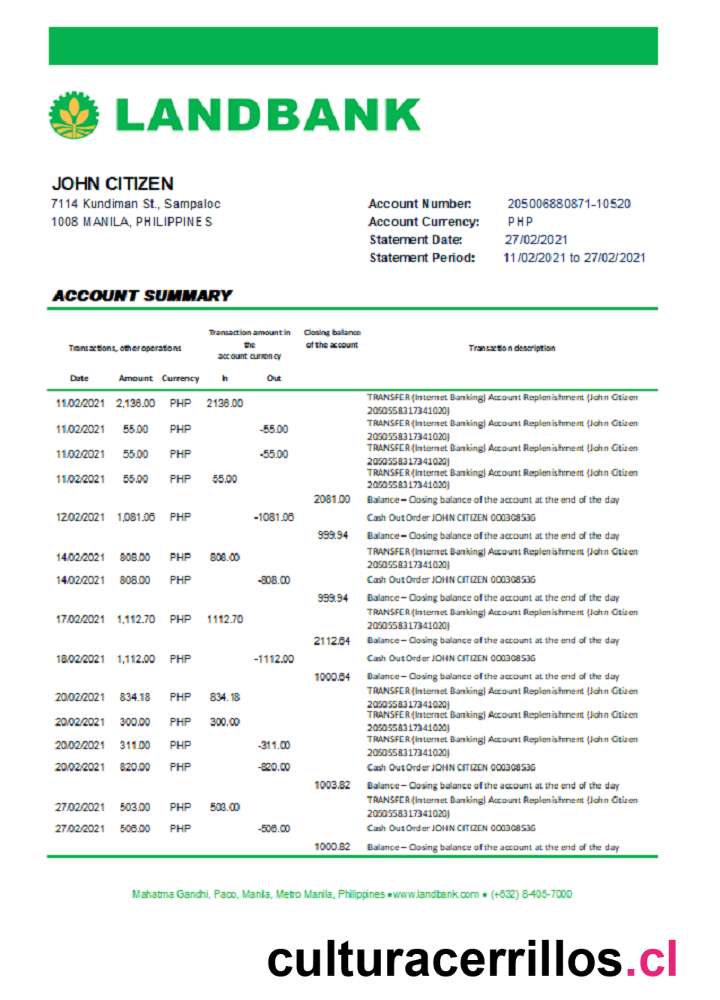 LANDBANK
JOHN CITIZEN
7114 Kundiman St., Sampaloc
1008 MANILA, PHILIPPINES
Account Number: 205006880871-10520
Account Currency: PHP
Statement Date: 27/02/2021
Statement Period: 11/02/2021 to 27/02/2021
ACCOUNT SUMMARY
Transactions, other operations
Transaction amount in
the
account currency
Closing balance
of the account
Transaction description
Date Amount Currency In Out
11/02/2021 2,136.00 PHP 2136.00 TRANSFER (Internet Banking) Account Replenishment (John Citizen
2050558317341020)
11/02/2021 55.00 PHP -55.00 TRANSFER (Internet Banking) Account Replenishment (John Citizen
2050558317341020)
11/02/2021 55.00 PHP -55.00 TRANSFER (Internet Banking) Account Replenishment (John Citizen
2050558317341020)
11/02/2021 55.00 PHP 55.00 TRANSFER (Internet Banking) Account Replenishment (John Citizen
2050558317341020)
2081.00 Balance – Closing balance of the account at the end of the day
12/02/2021 1,081.06 PHP -1081.06 Cash Out Order JOHN CITIZEN 000308536
999.94 Balance – Closing balance of the account at the end of the day
14/02/2021 808.00 PHP 808.00 TRANSFER (Internet Banking) Account Replenishment (John Citizen
2050558317341020)
14/02/2021 808.00 PHP -808.00 Cash Out Order JOHN CITIZEN 000308536
999.94 Balance – Closing balance of the account at the end of the day
17/02/2021 1,112.70 PHP 1112.70 TRANSFER (Internet Banking) Account Replenishment (John Citizen
2050558317341020)
2112.64 Balance – Closing balance of the account at the end of the day
18/02/2021 1,112.00 PHP -1112.00 Cash Out Order JOHN CITIZEN 000308536
1000.64 Balance – Closing balance of the account at the end of the day
20/02/2021 834.18 PHP 834.18 TRANSFER (Internet Banking) Account Replenishment (John Citizen
2050558317341020)
20/02/2021 300.00 PHP 300.00 TRANSFER (Internet Banking) Account Replenishment (John Citizen
2050558317341020)
20/02/2021 311.00 PHP -311.00 TRANSFER (Internet Banking) Account Replenishment (John Citizen
2050558317341020)
20/02/2021 820.00 PHP -820.00 Cash Out Order JOHN CITIZEN 000308536
1003.82 Balance – Closing balance of the account at the end of the day
27/02/2021 503.00 PHP 503.00 TRANSFER (Internet Banking) Account Replenishment (John Citizen
2050558317341020)
27/02/2021 506.00 PHP -506.00 Cash Out Order JOHN CITIZEN 000308536
1000.82 Balance – Closing balance of the account at the end of the day
Mahatma Gandhi, Paco, Manila, Metro Manila, Philippines ●www.landbank.com ● (+632) 8-405-7000
culturacerrillos.cl